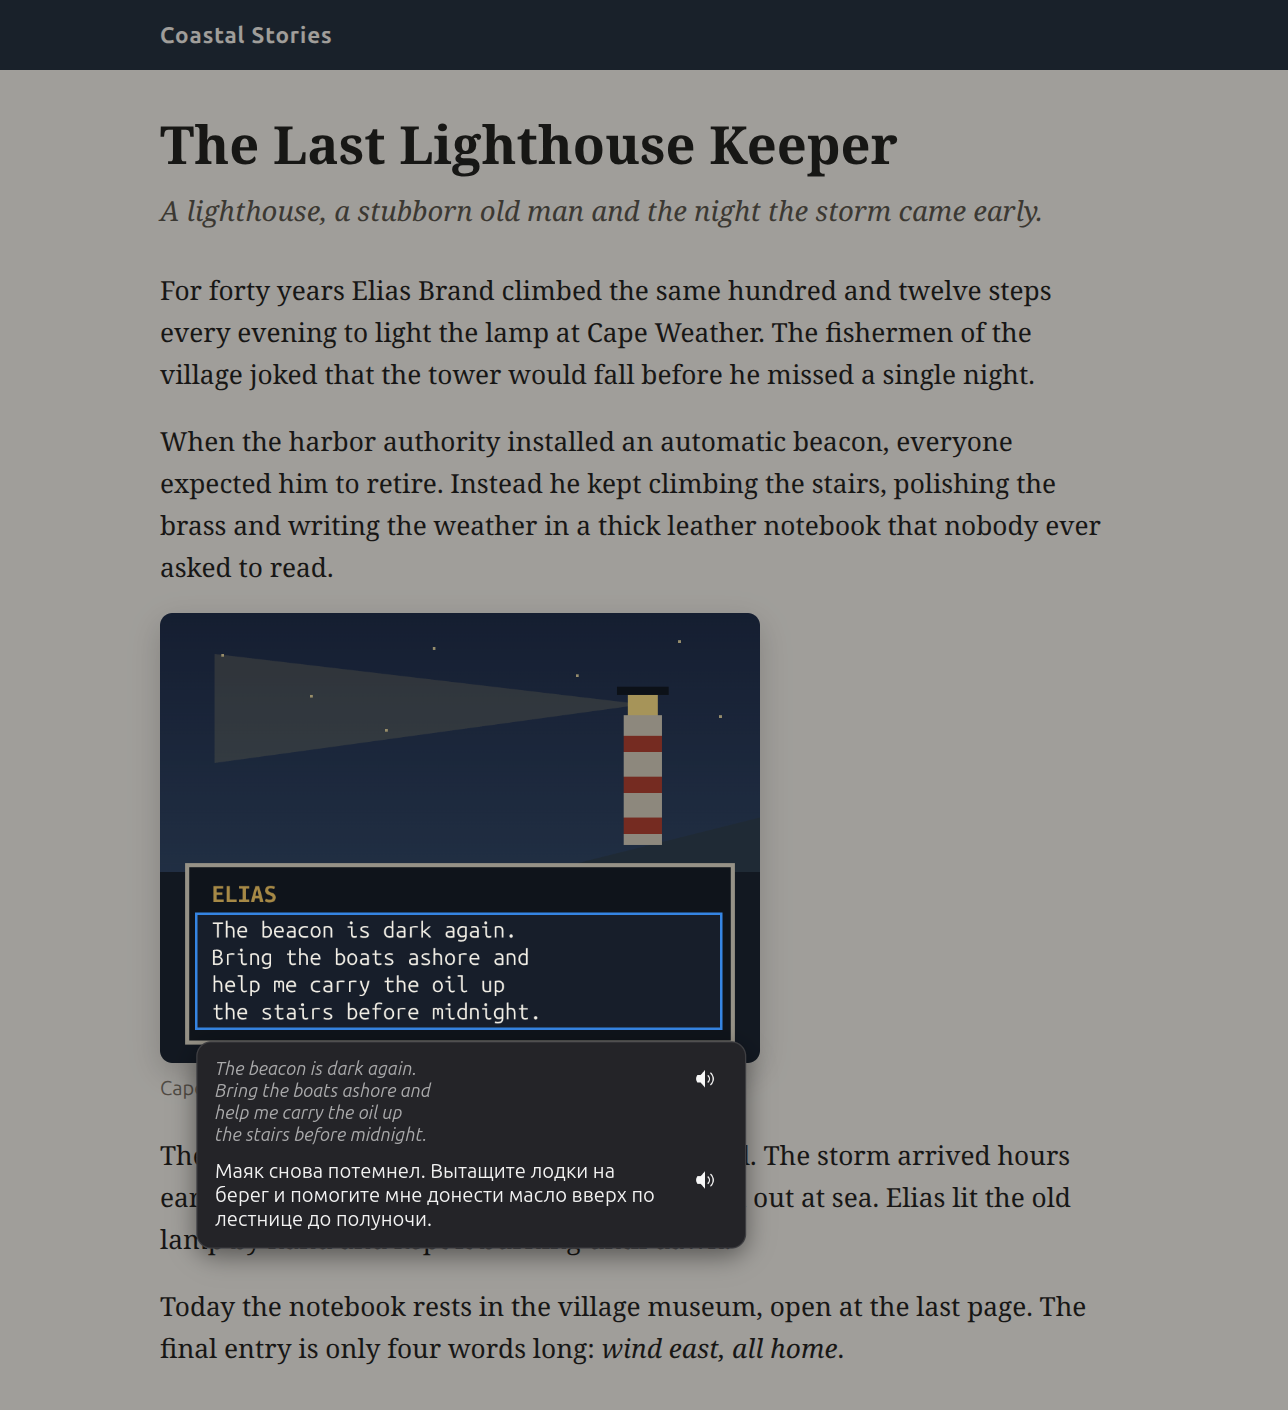 Coastal Stories
The Last Lighthouse Keeper
A lighthouse, a stubborn old man and the night the storm came early.
For forty years Elias Brand climbed the same hundred and twelve steps
every evening to light the lamp at Cape Weather. The fishermen of the
village joked that the tower would fall before he missed a single night.
When the harbor authority installed an automatic beacon, everyone
expected him to retire. Instead he kept climbing the stairs, polishing the
brass and writing the weather in a thick leather notebook that nobody ever
asked to read.
ELIAS
The beacon is dark again.
Bring the boats ashore and
help me carry the oil up
the stairs before midnight.
The beacon is dark again.
Bring the boats ashore and
help me carry the oil up
the stairs before midnight.
Маяк снова потемнел. Вытащите лодки на
берег и помогите мне донести масло вверх по
лестнице до полуночи.
The storm arrived hours
out at sea. Elias lit the old
Today the notebook rests in the village museum, open at the last page. The
final entry is only four words long: wind east, all home.